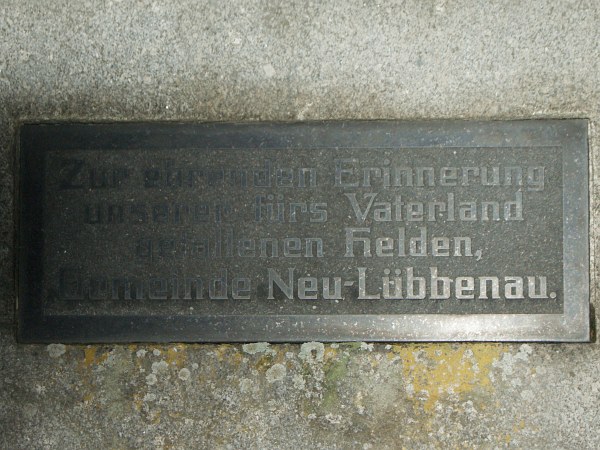 Zur ehrenden Erinnerung
unserer fürs Vaterland
gefallenen Helden,
Gemeinde Neu-Lübbenau.